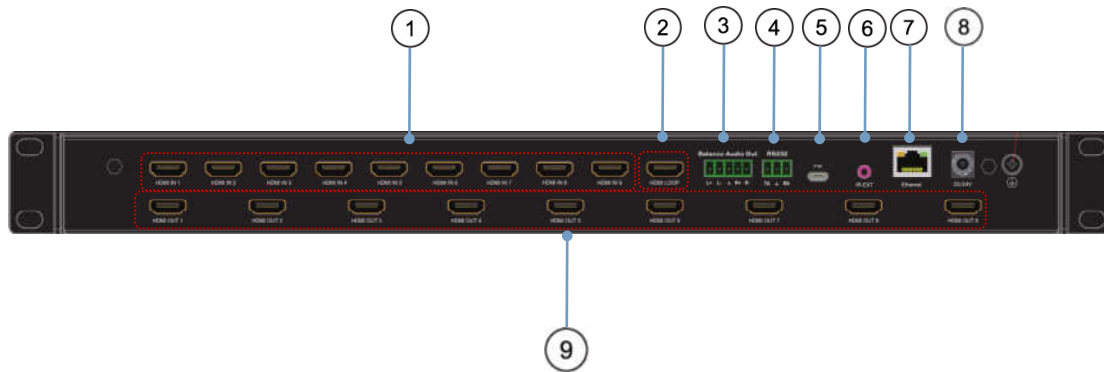 1 2 3 4 5 6 7 8
Balance Audio Out RS232
FW
HDMI IN 1 HDMI IN 2 HDMI IN 3 HDMI IN 4 HDMI IN 5 HDMI IN 6 HDMI IN 7 HDMI IN 8 HDMI IN 9 HDMI LOOP
IR-EXT Ethernet DC/24V
HDMI OUT 1 HDMI OUT 2 HDMI OUT 3 HDMI OUT 4 HDMI OUT 5 HDMI OUT 6 HDMI OUT 7 HDMI OUT 8 HDMI OUT 9
9